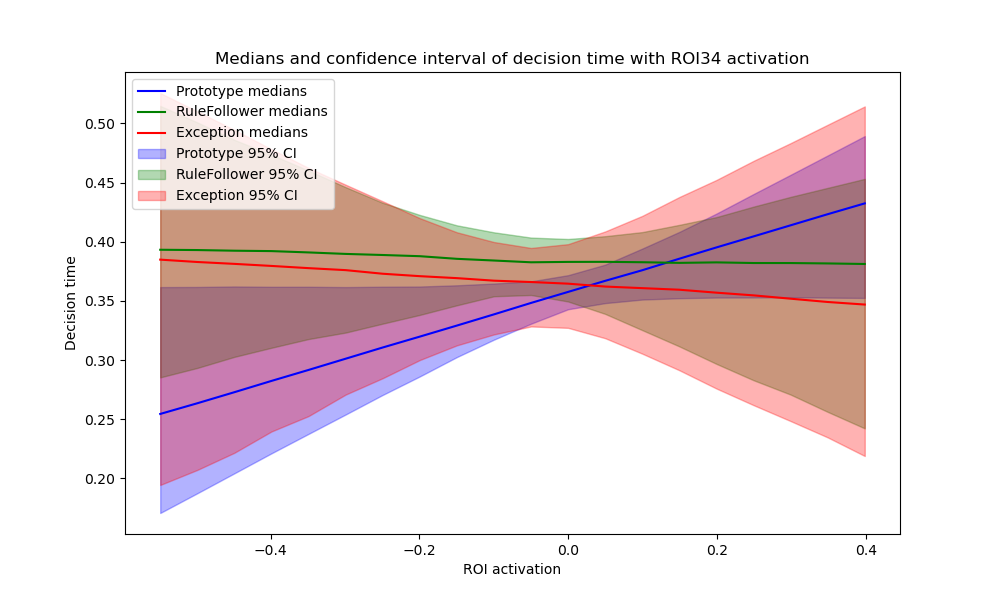 Medians and confidence interval of decision time with ROI34 activation
Prototype medians
RuleFollower medians
Exception medians
Prototype 95% CI
RuleFollower 95% CI
Exception 95% CI
Decision time
0.50
0.45
0.40
0.35
0.30
0.25
0.20
−0.4
−0.2
0.0
0.2
0.4
ROI activation